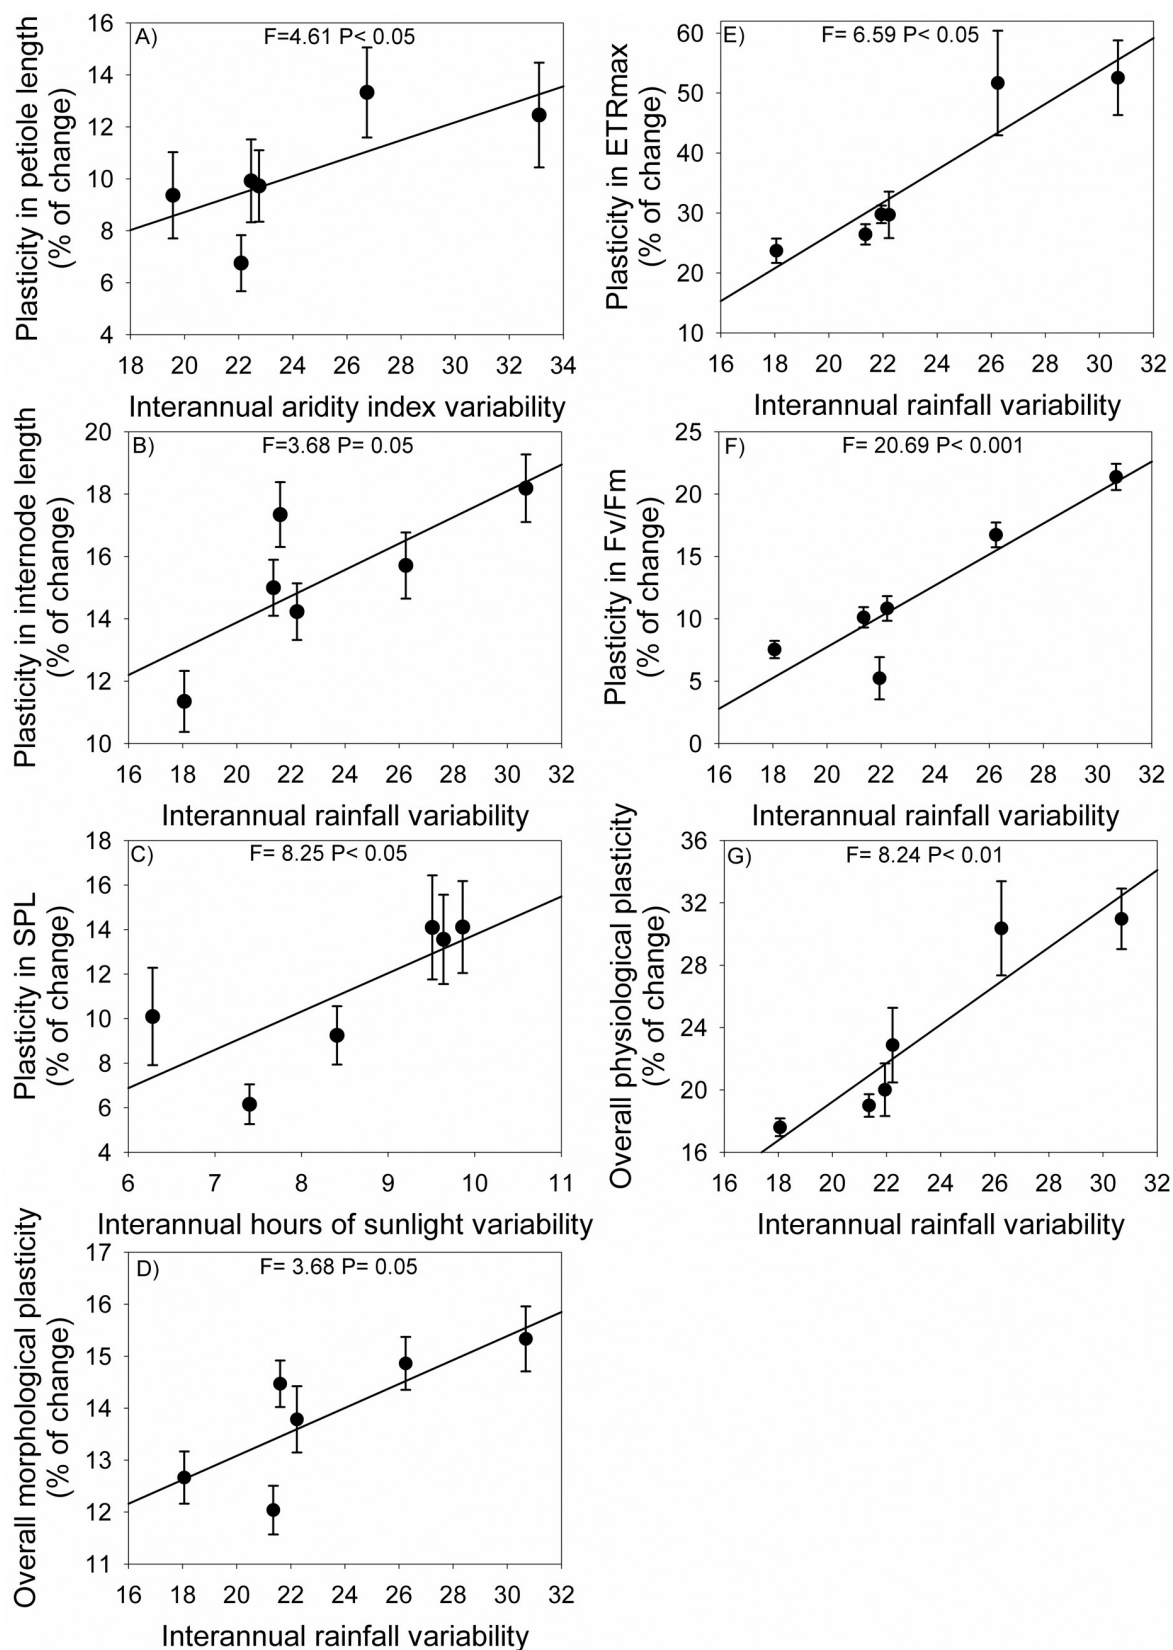 A)
F=4.61 P< 0.05
Plasticity in petiole length
(% of change)
16
14
12
10
8
6
4
18 20 22 24 26 28 30 32 34
Interannual aridity index variability
E)
F= 6.59 P< 0.05
Plasticity in ETRmax
(% of change)
60
50
40
30
20
10
16 18 20 22 24 26 28 30 32
Interannual rainfall variability
B)
F=3.68 P= 0.05
Plasticity in internode length
(% of change)
20
18
16
14
12
10
16 18 20 22 24 26 28 30 32
Interannual rainfall variability
F)
F= 20.69 P< 0.001
Plasticity in Fv/Fm
(% of change)
25
20
15
10
5
0
16 18 20 22 24 26 28 30 32
Interannual rainfall variability
C)
F= 8.25 P< 0.05
Plasticity in SPL
(% of change)
18
16
14
12
10
8
6
4
6 7 8 9 10 11
Interannual hours of sunlight variability
G)
F= 8.24 P< 0.01
Overall physiological plasticity
(% of change)
36
32
28
24
20
16
16 18 20 22 24 26 28 30 32
Interannual rainfall variability
D)
F= 3.68 P= 0.05
Overall morphological plasticity
(% of change)
17
16
15
14
13
12
11
16 18 20 22 24 26 28 30 32
Interannual rainfall variability